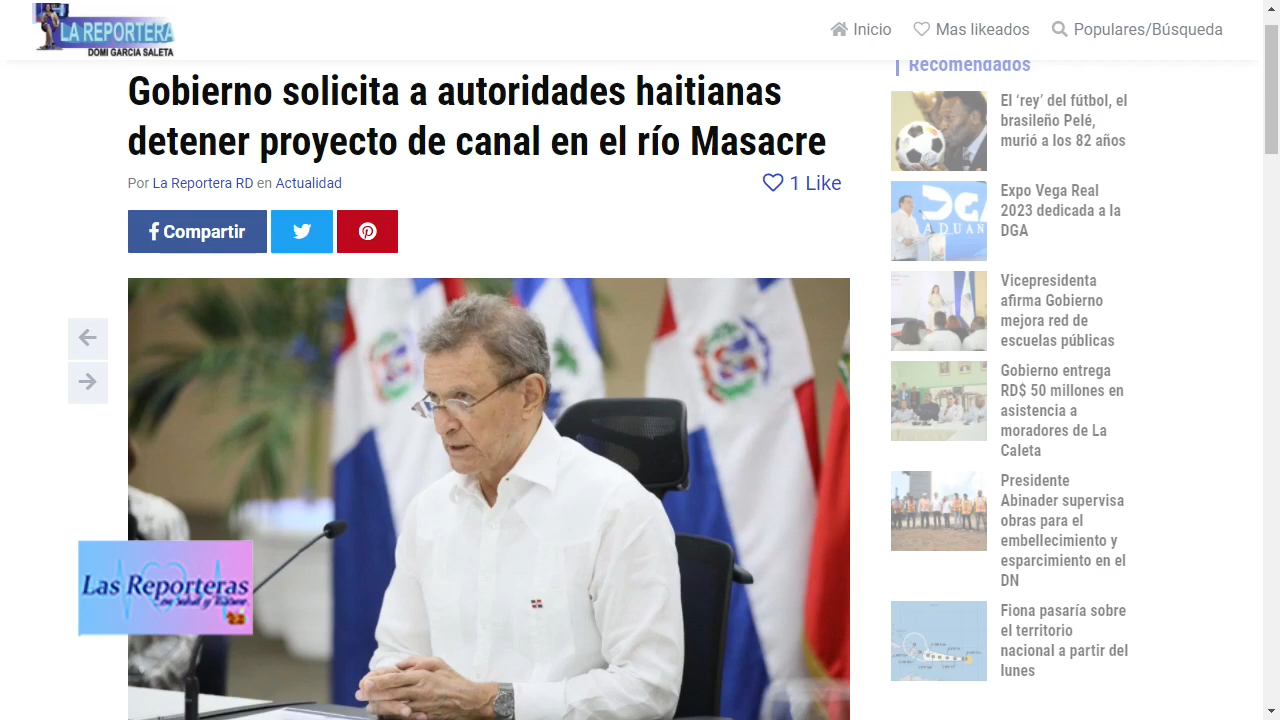 LA REPORTERA
DOMI GARCIA SALETA
Inicio
Mas likeados
Populares/Búsqueda
Gobierno solicita a autoridades haitianas
detener proyecto de canal en el río Masacre
Por La Reportera RD en Actualidad
1 Like
Compartir
Las Reporteras
Recomendados
El ‘rey’ del fútbol, el
brasileño Pelé,
murió a los 82 años
DGA
ADUAN
Expo Vega Real
2023 dedicada a la
DGA
Vicepresidenta
afirma Gobierno
mejora red de
escuelas públicas
Gobierno entrega
RD$ 50 millones en
asistencia a
moradores de La
Caleta
Presidente
Abinader supervisa
obras para el
embellecimiento y
esparcimiento en el
DN
Fiona pasaría sobre
el territorio
nacional a partir del
lunes